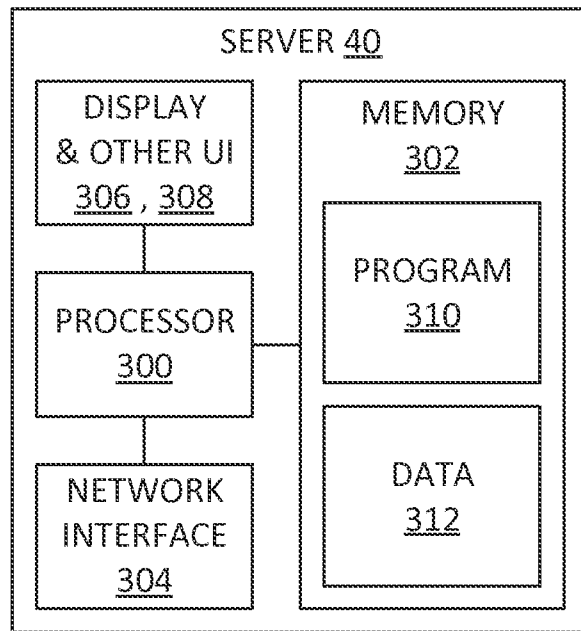 SERVER 40
DISPLAY
& OTHER UI
306 , 308
PROCESSOR
300
NETWORK
INTERFACE
304
MEMORY
302
PROGRAM
310
DATA
312